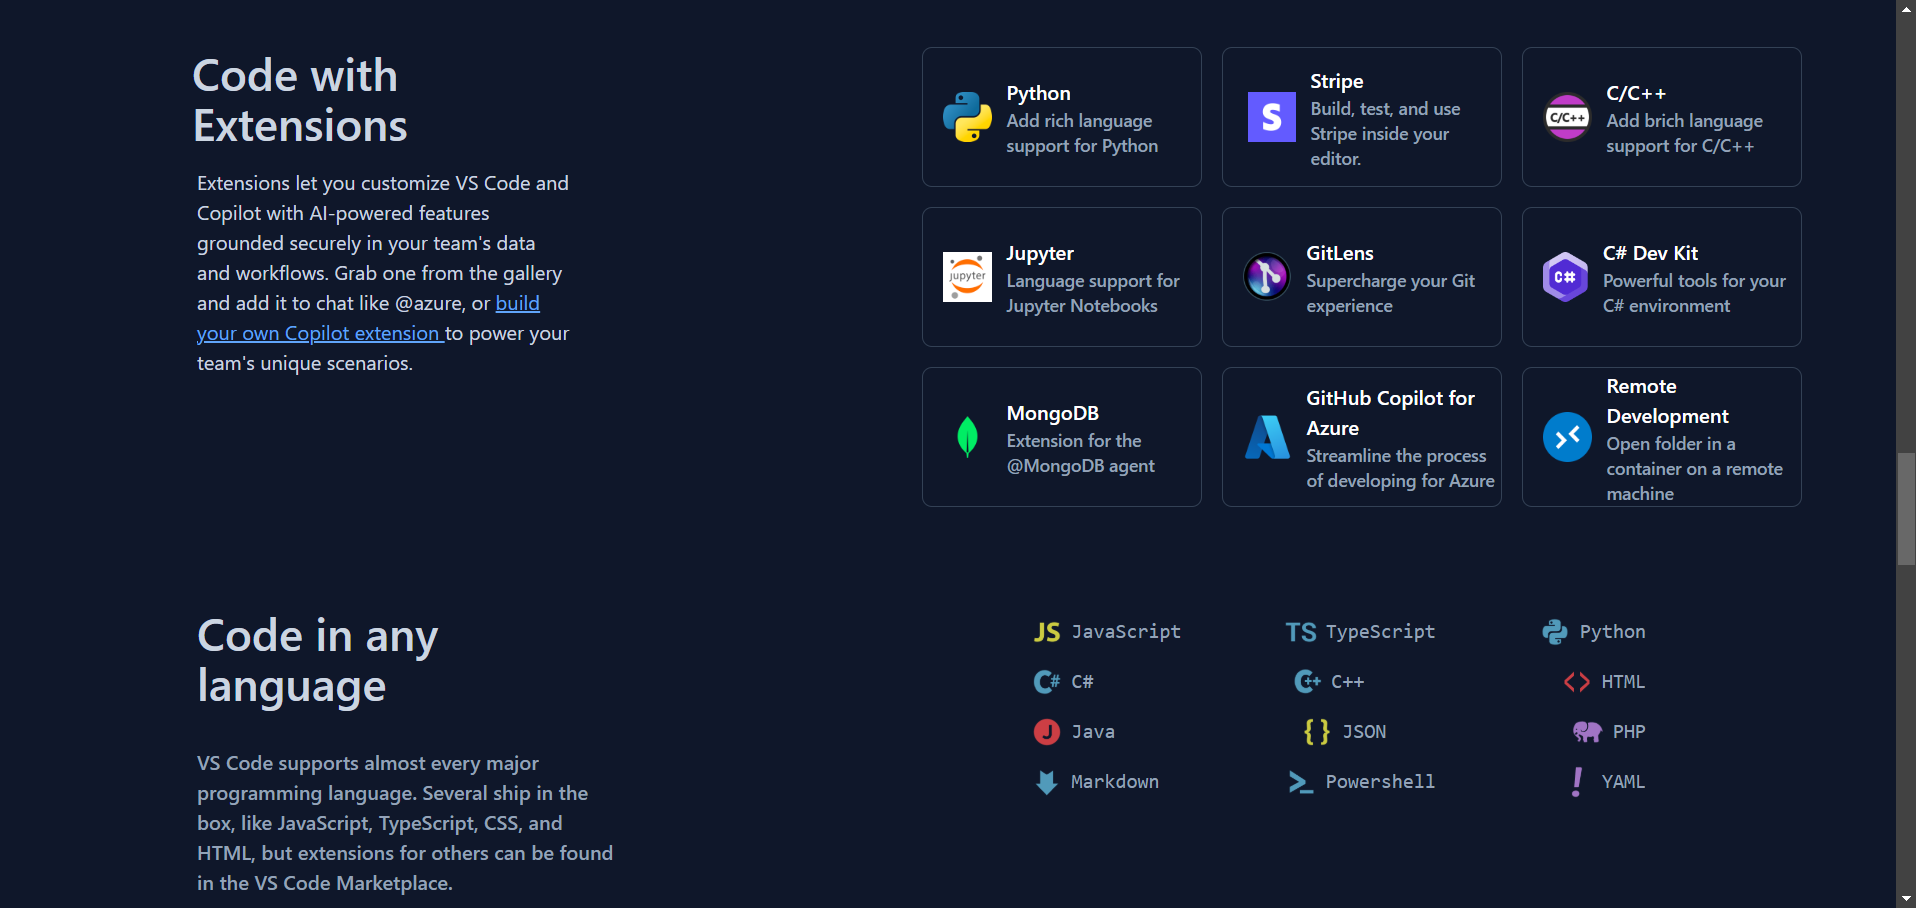 Code with
Extensions
Extensions let you customize VS Code and
Copilot with AI-powered features
grounded securely in your team's data
and workflows. Grab one from the gallery
and add it to chat like @azure, or build
your own Copilot extension to power your
team's unique scenarios.
Python
Add rich language
support for Python
S
Stripe
Build, test, and use
Stripe inside your
editor.
C/C++
C/C++
Add brich language
support for C/C++
jupyter
Jupyter
Language support for
Jupyter Notebooks
GitLens
Supercharge your Git
experience
C#
C# Dev Kit
Powerful tools for your
C# environment
MongoDB
Extension for the
@MongoDB agent
GitHub Copilot for
Azure
Streamline the process
of developing for Azure
Remote
Development
Open folder in a
container on a remote
machine
Code in any
language
VS Code supports almost every major
programming language. Several ship in the
box, like JavaScript, TypeScript, CSS, and
HTML, but extensions for others can be found
in the VS Code Marketplace.
JS JavaScript
TS TypeScript
Python
C# C#
C++ C++
<> HTML
J Java
{} JSON
PHP
Markdown
>_ Powershell
! YAML